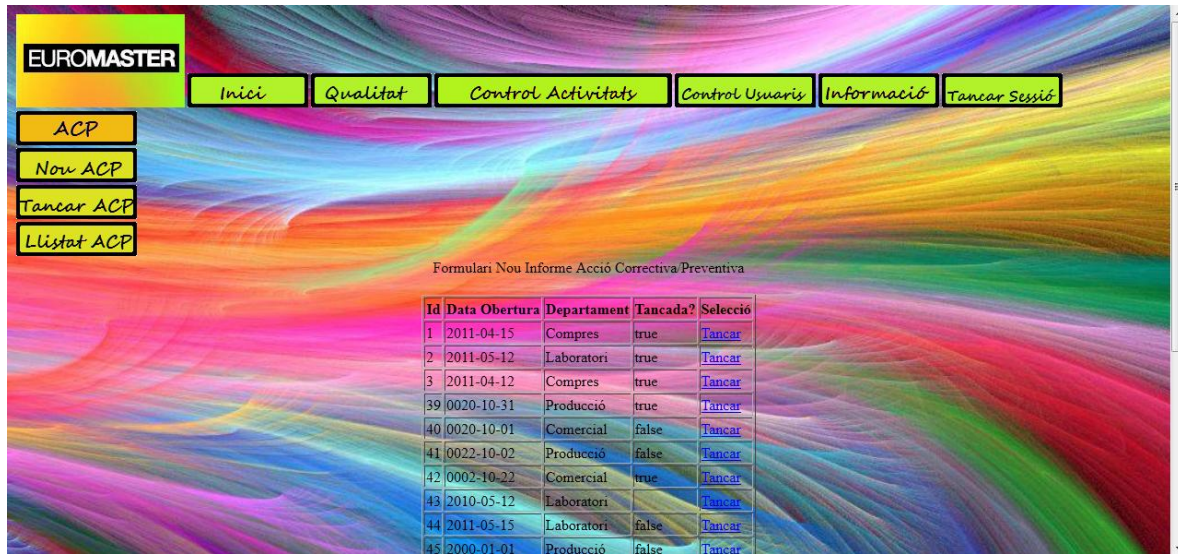 EUROMASTER
Inici Qualitat Control Activitats Control Usuaris Informació Tancar Sessió
ACP
Nou ACP
Tancar ACP
Llistat ACP
Formulari Nou Informe Acció Correctiva/Preventiva
Id Data Obertura Departament Tancada? Selecció
1 2011-04-15 Compres true Tancar
2 2011-05-12 Laboratori true Tancar
3 2011-04-12 Compres true Tancar
39 0020-10-31 Producció true Tancar
40 0020-10-01 Comercial false Tancar
41 0022-10-02 Producció false Tancar
42 0002-10-22 Comercial true Tancar
43 2010-05-12 Laboratori Tancar
44 2011-05-15 Laboratori false Tancar
45 2000-01-01 Producció false Tancar